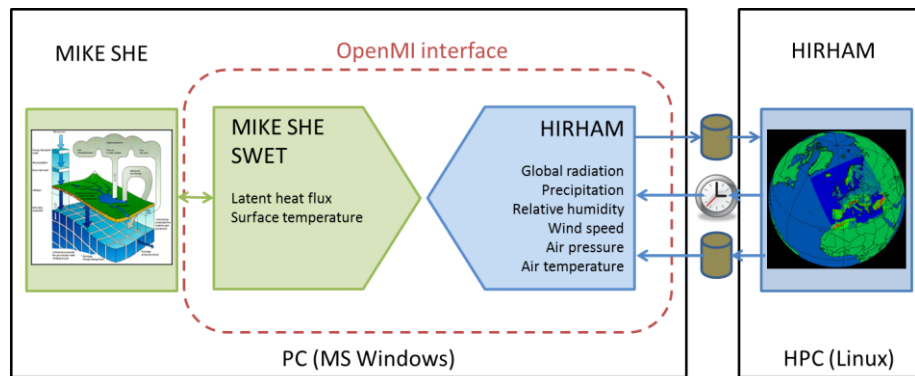 MIKE SHE
OpenMI interface
HIRHAM
MIKE SHE
SWET
Latent heat flux
Surface temperature
HIRHAM
Global radiation
Precipitation
Relative humidity
Wind speed
Air pressure
Air temperature
PC (MS Windows)
HPC (Linux)